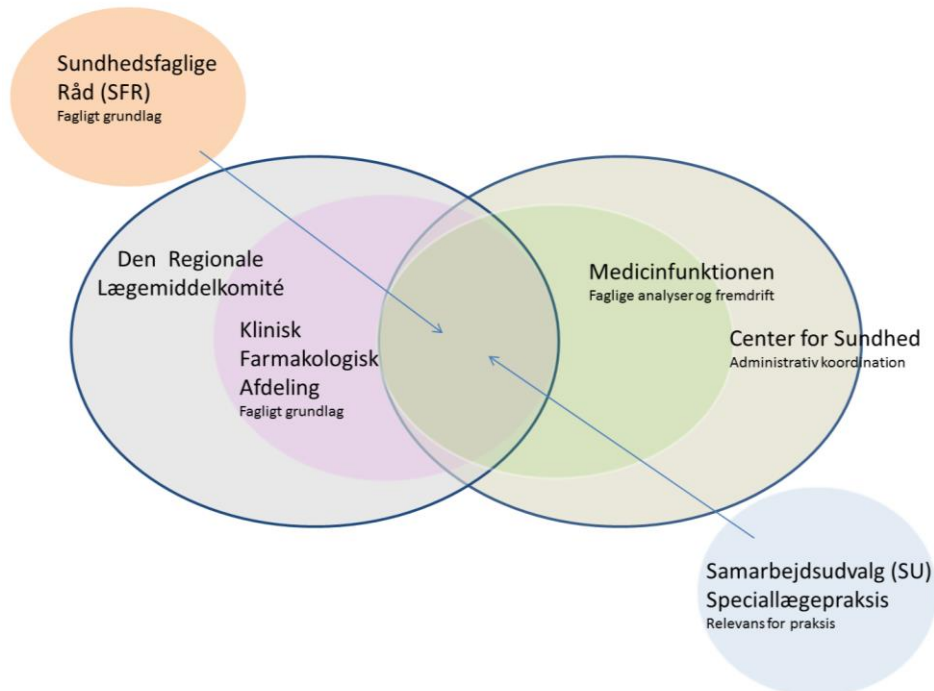 Sundhedsfaglige
Råd (SFR)
Fagligt grundlag
Den Regionale
Lægemiddelkomité
Klinisk
Farmakologisk
Afdeling
Fagligt grundlag
Medicinfunktionen
Faglige analyser og fremdrift
Center for Sundhed
Administrativ koordination
Samarbejdsudvalg (SU)
Speciallægepraksis
Relevans for praksis